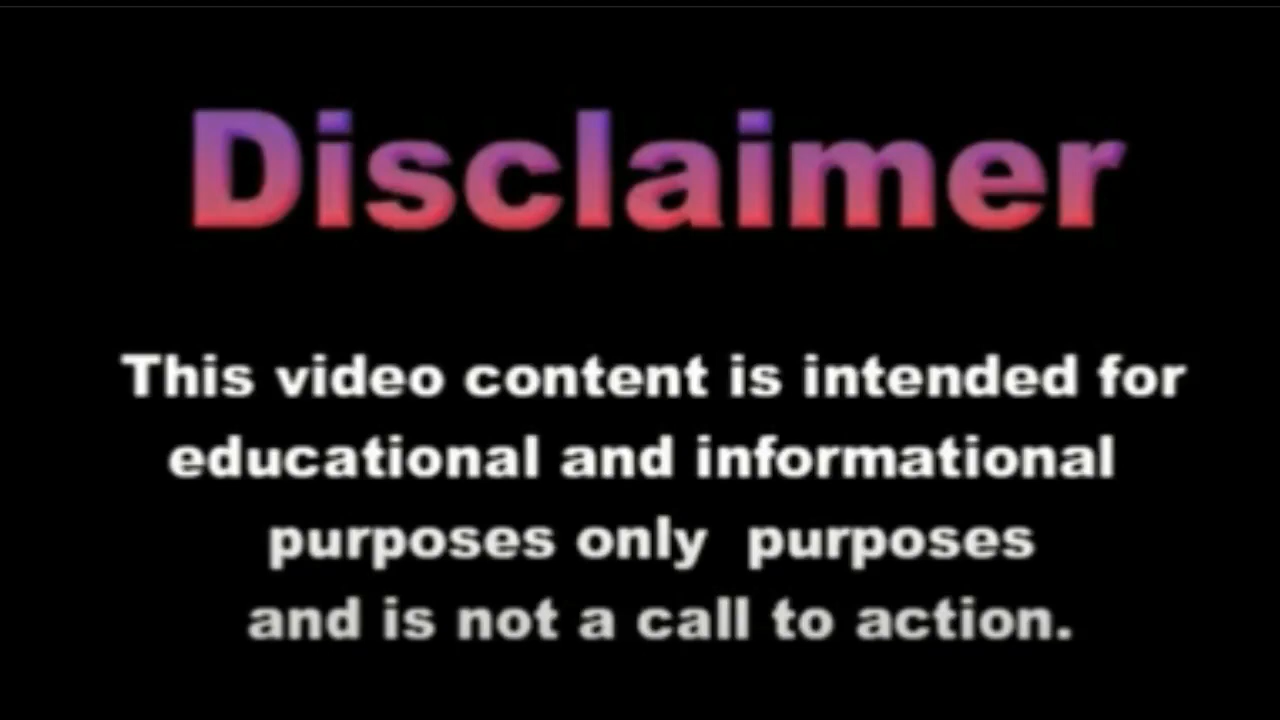 Disclaimer
This video content is intended for
educational and informational
purposes only  purposes
and is not a call to action.